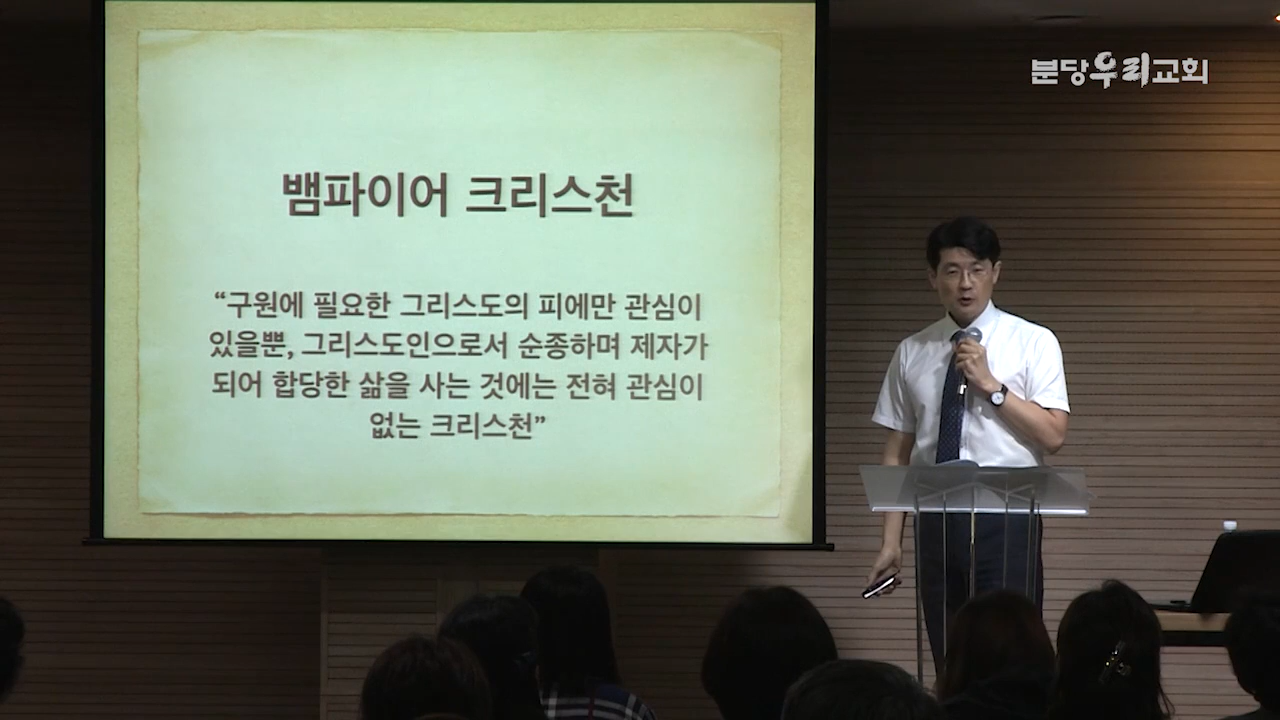 분당우리교회
뱀파이어 크리스천
“구원에 필요한 그리스도의 피에만 관심이
있을뿐, 그리스도인으로서 순종하며 제자가
되어 합당한 삶을 사는 것에는 전혀 관심이
없는 크리스천”